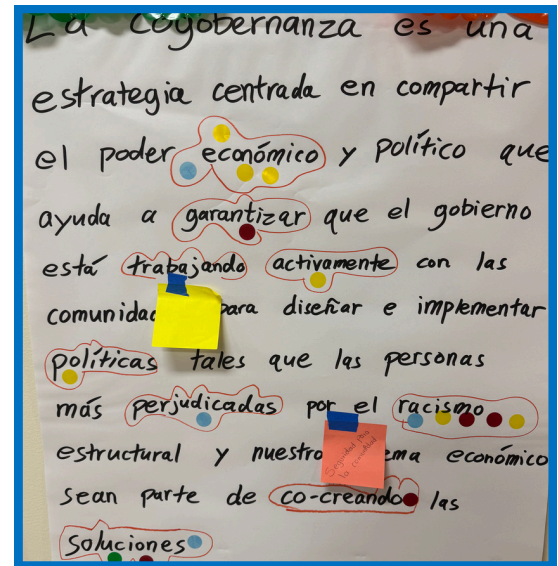 La Cogobernanza es una
estrategia centrada en compartir
el poder económico y político que
ayuda a garantizar que el gobierno
está trabajando activamente con las
comunidad para diseñar e implementar
políticas tales que las personas
más perjudicadas por el racismo
estructural y nuestro ema económico
sean parte de co-creando las
soluciones